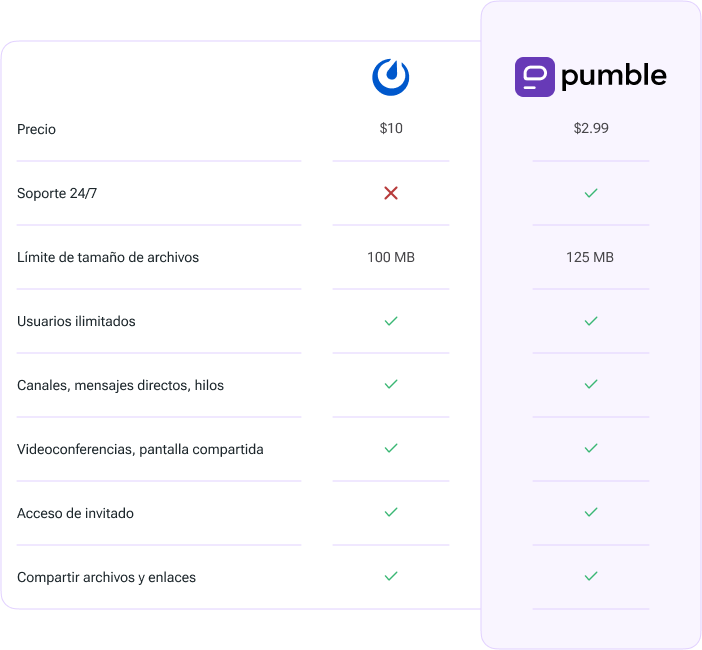 pumble
Precio $10 $2.99
Soporte 24/7
Límite de tamaño de archivos 100 MB 125 MB
Usuarios ilimitados
Canales, mensajes directos, hilos
Videoconferencias, pantalla compartida
Acceso de invitado
Compartir archivos y enlaces